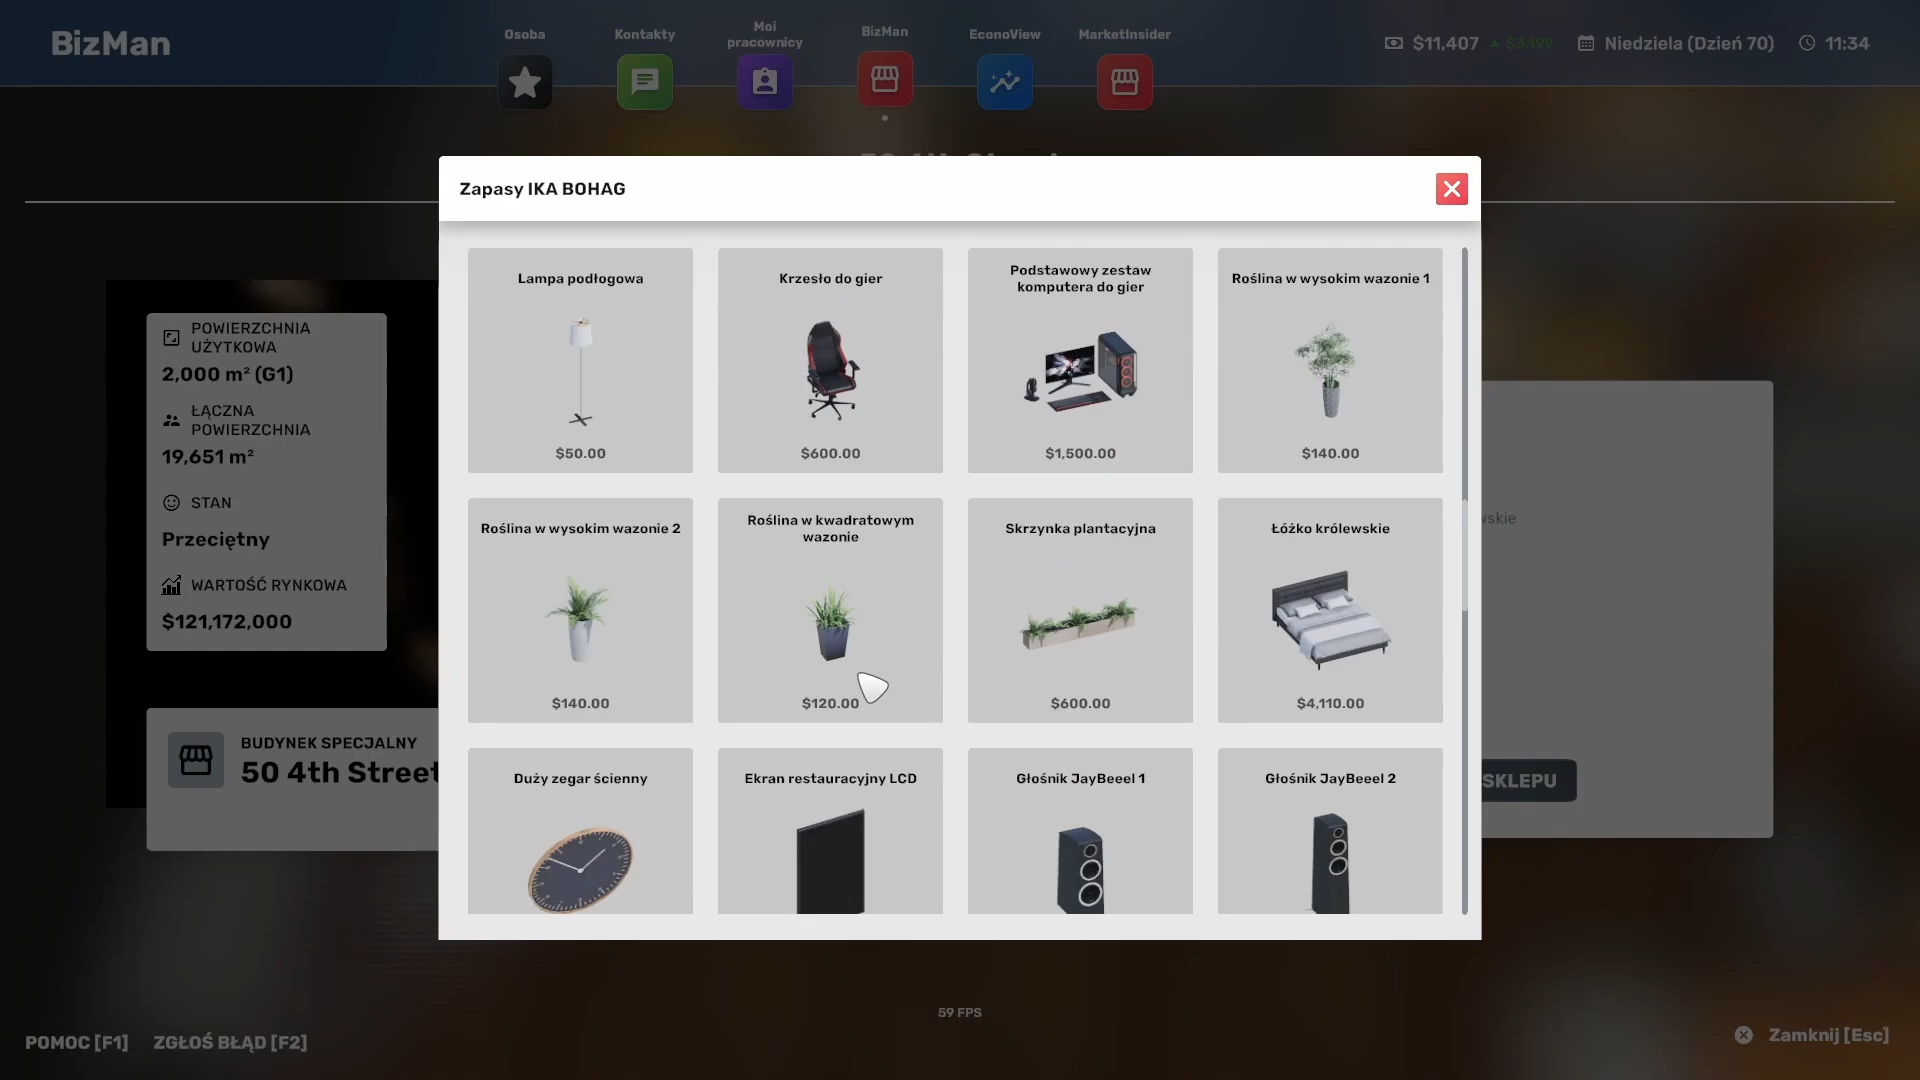 BizMan
Osoba
Kontakty
Moi
pracownicy
BizMan
EconoView
MarketInsider
$11,407
$3,199
Niedziela (Dzień 70)
11:34
Zapasy IKA BOHAG
POWIERZCHNIA
UŻYTKOWA
2,000 m² (G1)
ŁĄCZNA
POWIERZCHNIA
19,651 m²
STAN
Przeciętny
WARTOŚĆ RYNKOWA
$121,172,000
BUDYNEK SPECJALNY
50 4th Street
Lampa podłogowa
$50.00
Krzesło do gier
$600.00
Podstawowy zestaw
komputera do gier
$1,500.00
Roślina w wysokim wazonie 1
$140.00
Roślina w wysokim wazonie 2
$140.00
Roślina w kwadratowym
wazonie
$120.00
Skrzynka plantacyjna
$600.00
Łóżko królewskie
$4,110.00
Duży zegar ścienny
Ekran restauracyjny LCD
Głośnik JayBeeel 1
Głośnik JayBeeel 2
wskie
SKLEPU
59 FPS
POMOC [F1]
ZGŁOŚ BŁĄD [F2]
Zamknij [Esc]